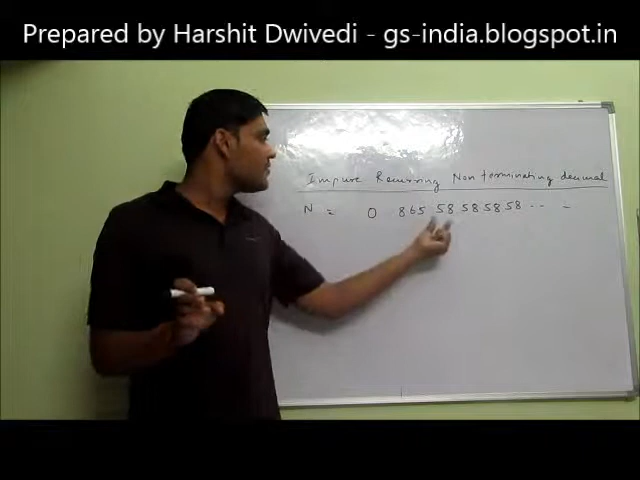 Prepared by Harshit Dwivedi - gs-india.blogspot.in
Impure Recurring Non terminating decimal
N = 0 865 58 58 58 58 ... -